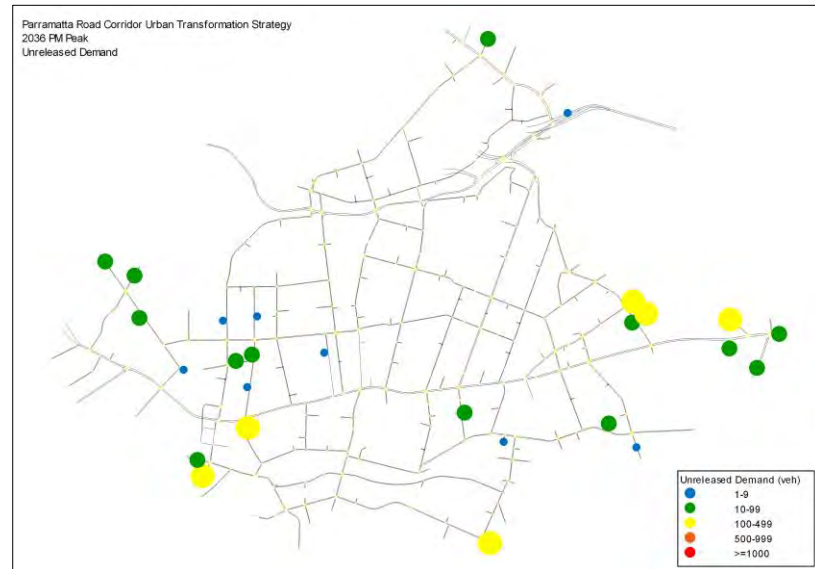 Parramatta Road Corridor Urban Transformation Strategy
2036 PM Peak
Unreleased Demand
Unreleased Demand (veh)
1-9
10-99
100-499
500-999
>=1000